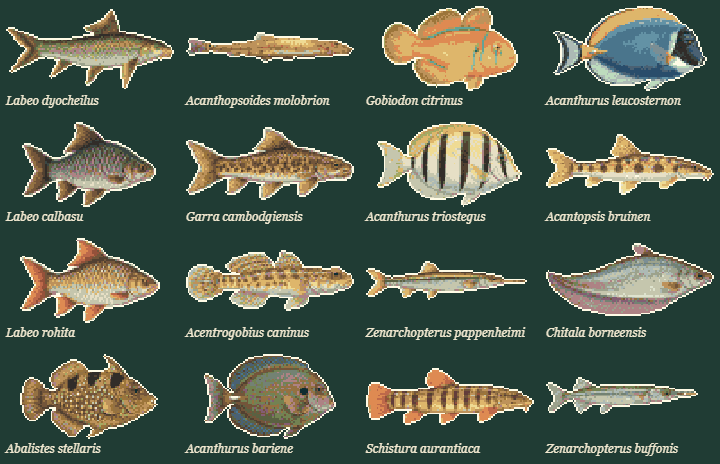 Labeo dyocheilus Acanthopsoides molobrion Gobiodon citrinus Acanthurus leucosternon
Labeo calbasu Garra cambodgiensis Acanthurus triostegus Acantopsis bruinen
Labeo rohita Acentrogobius caninus Zenarchopterus pappenheimi Chitala borneensis
Abalistes stellaris Acanthurus bariene Schistura aurantiaca Zenarchopterus buffonis